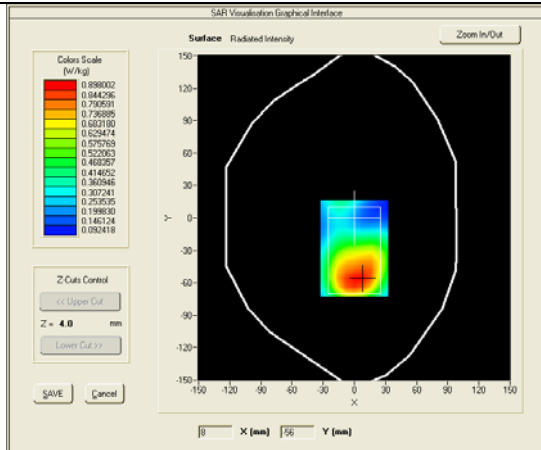 SAR Visualisation Graphical Interface
Surface Radiated Intensity
Zoom In/Out
Colors Scale
(W/kg)
0.898002
0.844296
0.790591
0.736885
0.683180
0.629474
0.575769
0.522063
0.468357
0.414652
0.360946
0.307241
0.253535
0.199830
0.146124
0.092418
Z-Cuts Control
<< Upper Cut
Z = 4.0 mm
Lower Cut >>
SAVE Cancel
150
120
90
60
30
0
-30
-60
-90
-120
-150
Y
-150 -120 -90 -60 -30 0 30 60 90 120 150
X
8 X (mm) -56 Y (mm)